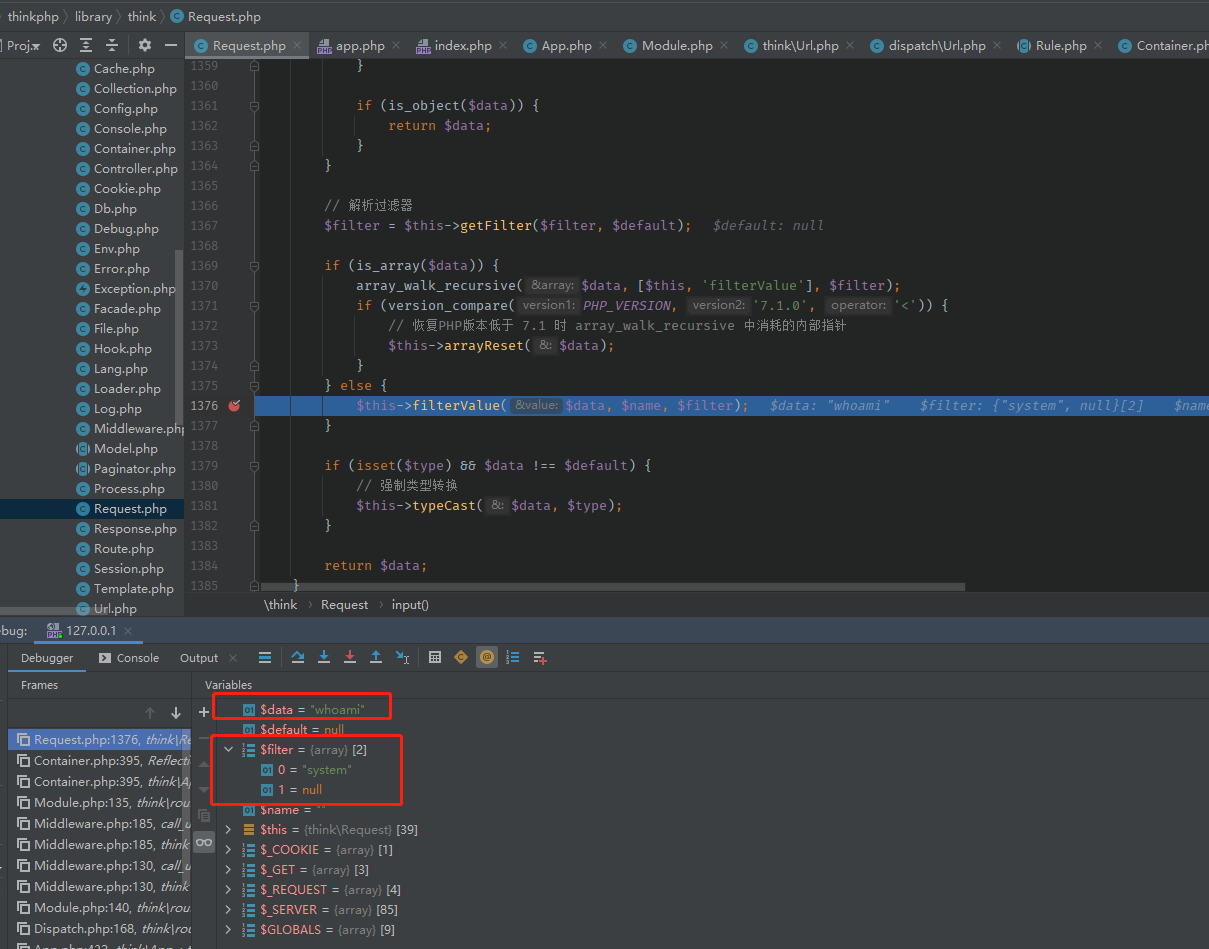 thinkphp › library › think › Request.php
Proj
Request.php × app.php × index.php × App.php × Module.php × think\Url.php × dispatch\Url.php × Rule.php × Container.ph
Cache.php
Collection.php
Config.php
Console.php
Container.php
Controller.php
Cookie.php
Db.php
Debug.php
Env.php
Error.php
Exception.php
Facade.php
File.php
Hook.php
Lang.php
Loader.php
Log.php
Middleware.php
Model.php
Paginator.php
Process.php
Request.php
Response.php
Route.php
Session.php
Template.php
Url.php
1359 }
1360
1361 if (is_object($data)) {
1362 return $data;
1363 }
1364 }
1365
1366 // 解析过滤器
1367 $filter = $this->getFilter($filter, $default); $default: null
1368
1369 if (is_array($data)) {
1370 array_walk_recursive( &array: $data, [$this, 'filterValue'], $filter);
1371 if (version_compare( version1: PHP_VERSION, version2: '7.1.0', operator: '<')) {
1372 // 恢复PHP版本低于 7.1 时 array_walk_recursive 中消耗的内部指针
1373 $this->arrayReset( &: $data);
1374 }
1375 } else {
1376 $this->filterValue( &value: $data, $name, $filter); $data: "whoami" $filter: {"system", null}[2] $name
1377 }
1378
1379 if (isset($type) && $data !== $default) {
1380 // 强制类型转换
1381 $this->typeCast( &: $data, $type);
1382 }
1383
1384 return $data;
1385 }
\think › Request › input()
bug: 127.0.0.1 ×
Debugger Console Output ×
Frames
Request.php:1376, think\Re
Container.php:395, Reflecti
Container.php:395, think\A
Module.php:135, think\rou
Middleware.php:185, call_u
Middleware.php:185, think
Middleware.php:130, call_u
Middleware.php:130, think
Module.php:140, think\rou
Dispatch.php:168, think\rou
Variables
$data = "whoami"
$default = null
$filter = {array} [2]
0 = "system"
1 = null
$name = ""
$this = {think\Request} [39]
$_COOKIE = {array} [1]
$_GET = {array} [3]
$_REQUEST = {array} [4]
$_SERVER = {array} [85]
$GLOBALS = {array} [9]